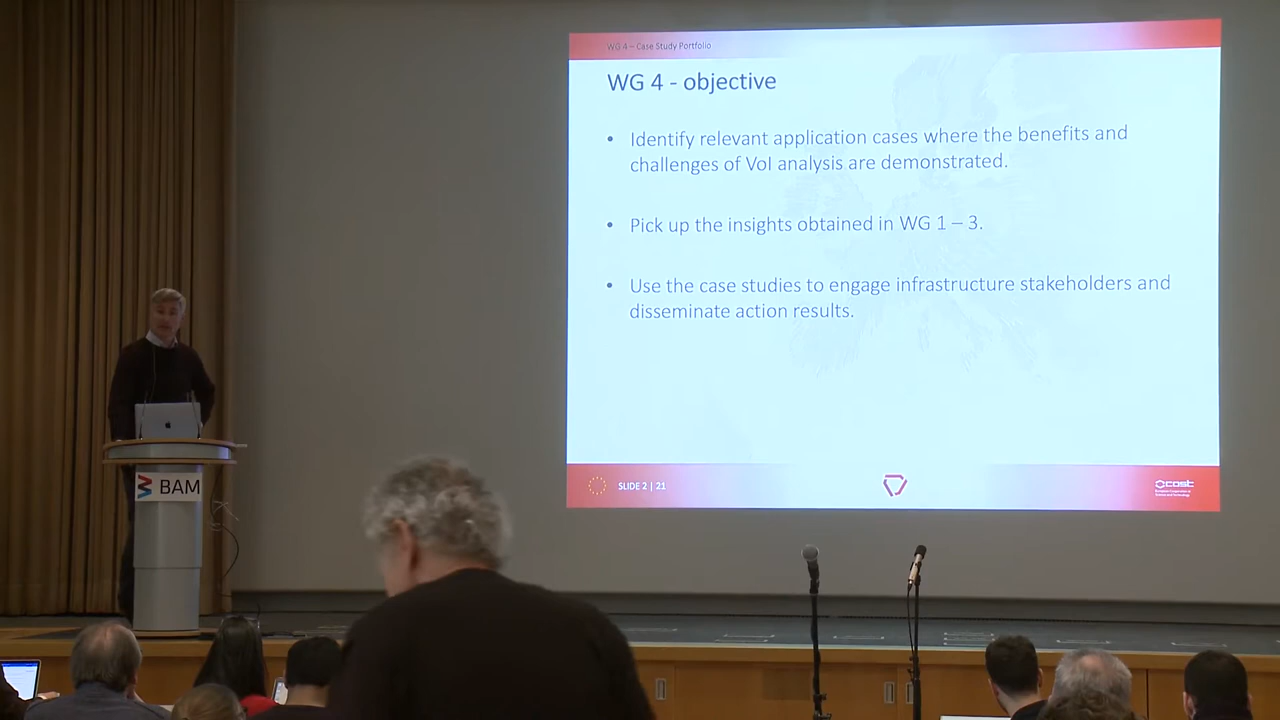 WG 4 – Case Study Portfolio
WG 4 - objective
• Identify relevant application cases where the benefits and
challenges of VoI analysis are demonstrated.
• Pick up the insights obtained in WG 1 – 3.
• Use the case studies to engage infrastructure stakeholders and
disseminate action results.
SLIDE 2 | 21
cost
BAM